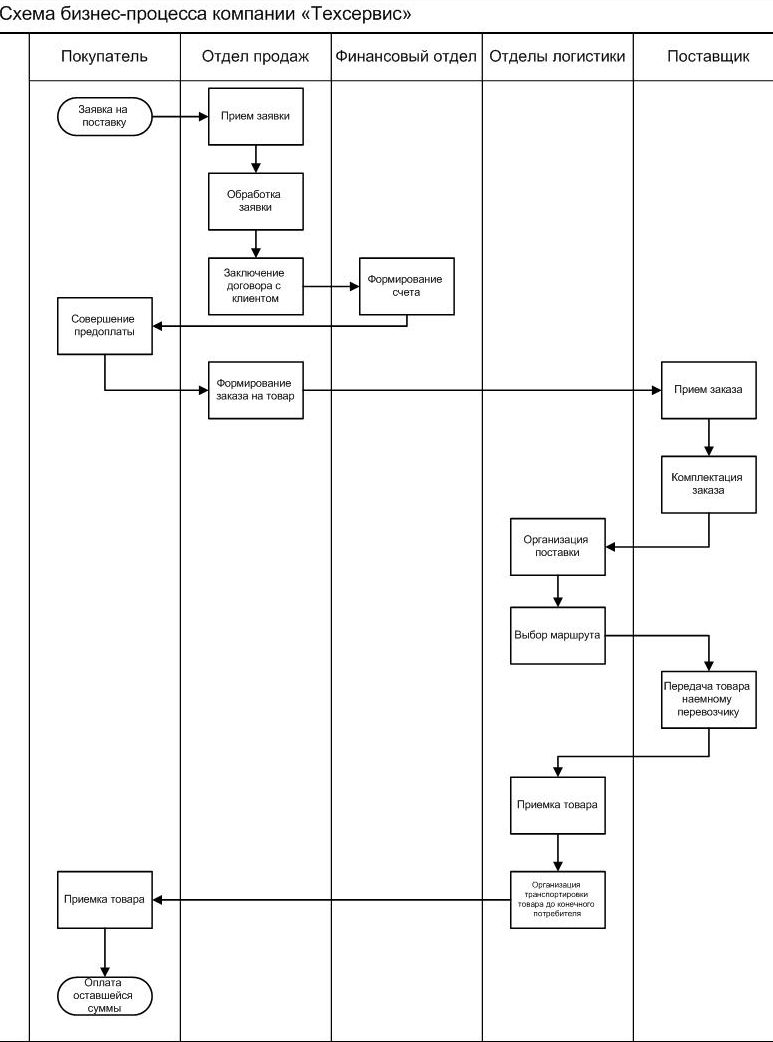 Схема бизнес-процесса компании «Техсервис»
Покупатель
Отдел продаж
Финансовый отдел
Отделы логистики
Поставщик
Заявка на
поставку
Прием заявки
Обработка
заявки
Заключение
договора с
клиентом
Формирование
счета
Совершение
предоплаты
Формирование
заказа на товар
Прием заказа
Комплектация
заказа
Организация
поставки
Выбор маршрута
Передача товара
наемному
перевозчику
Приемка товара
Организация
транспортировки
товара до конечного
потребителя
Приемка товара
Оплата
оставшейся
суммы